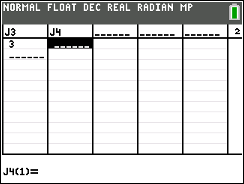 NORMAL FLOAT DEC REAL RADIAN MP
J3 J4 ------ ------ ------ 2
3 ------
------
J4(1)=